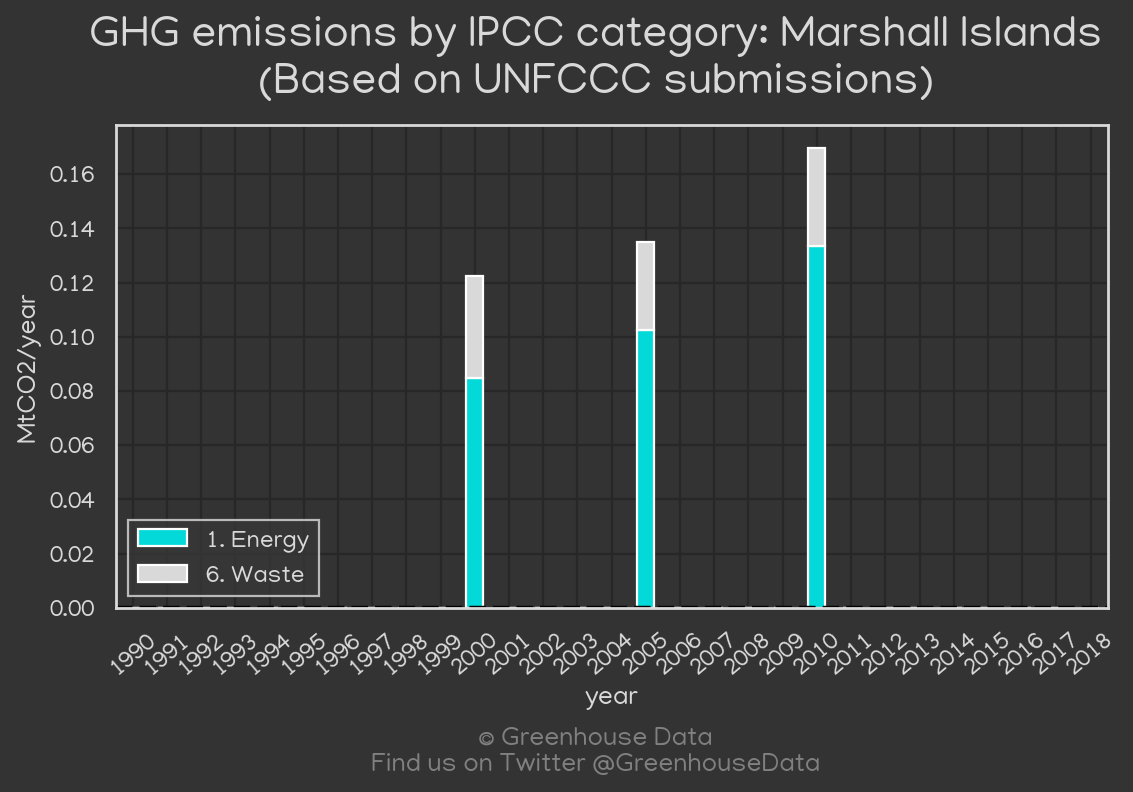 GHG emissions by IPCC category: Marshall Islands
(Based on UNFCCC submissions)
MtCO2/year
0.16
0.14
0.12
0.10
0.08
0.06
0.04
0.02
0.00
1. Energy
6. Waste
1990 1991 1992 1993 1994 1995 1996 1997 1998 1999 2000 2001 2002 2003 2004 2005 2006 2007 2008 2009 2010 2011 2012 2013 2014 2015 2016 2017 2018
year
© Greenhouse Data
Find us on Twitter @GreenhouseData